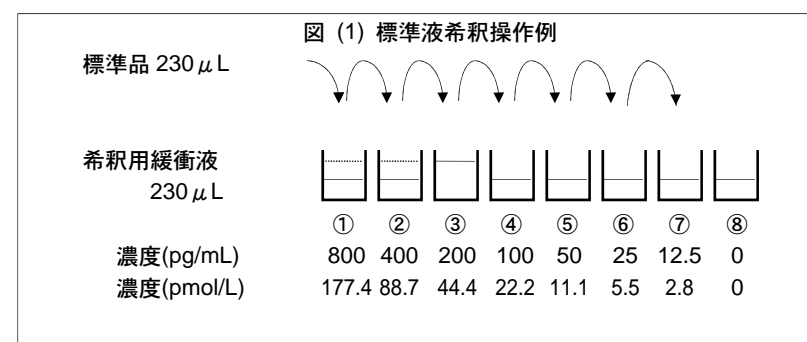 図 (1) 標準液希釈操作例
標準品 230μL
希釈用緩衝液
230μL
① ② ③ ④ ⑤ ⑥ ⑦ ⑧
濃度(pg/mL) 800 400 200 100 50 25 12.5 0
濃度(pmol/L) 177.4 88.7 44.4 22.2 11.1 5.5 2.8 0